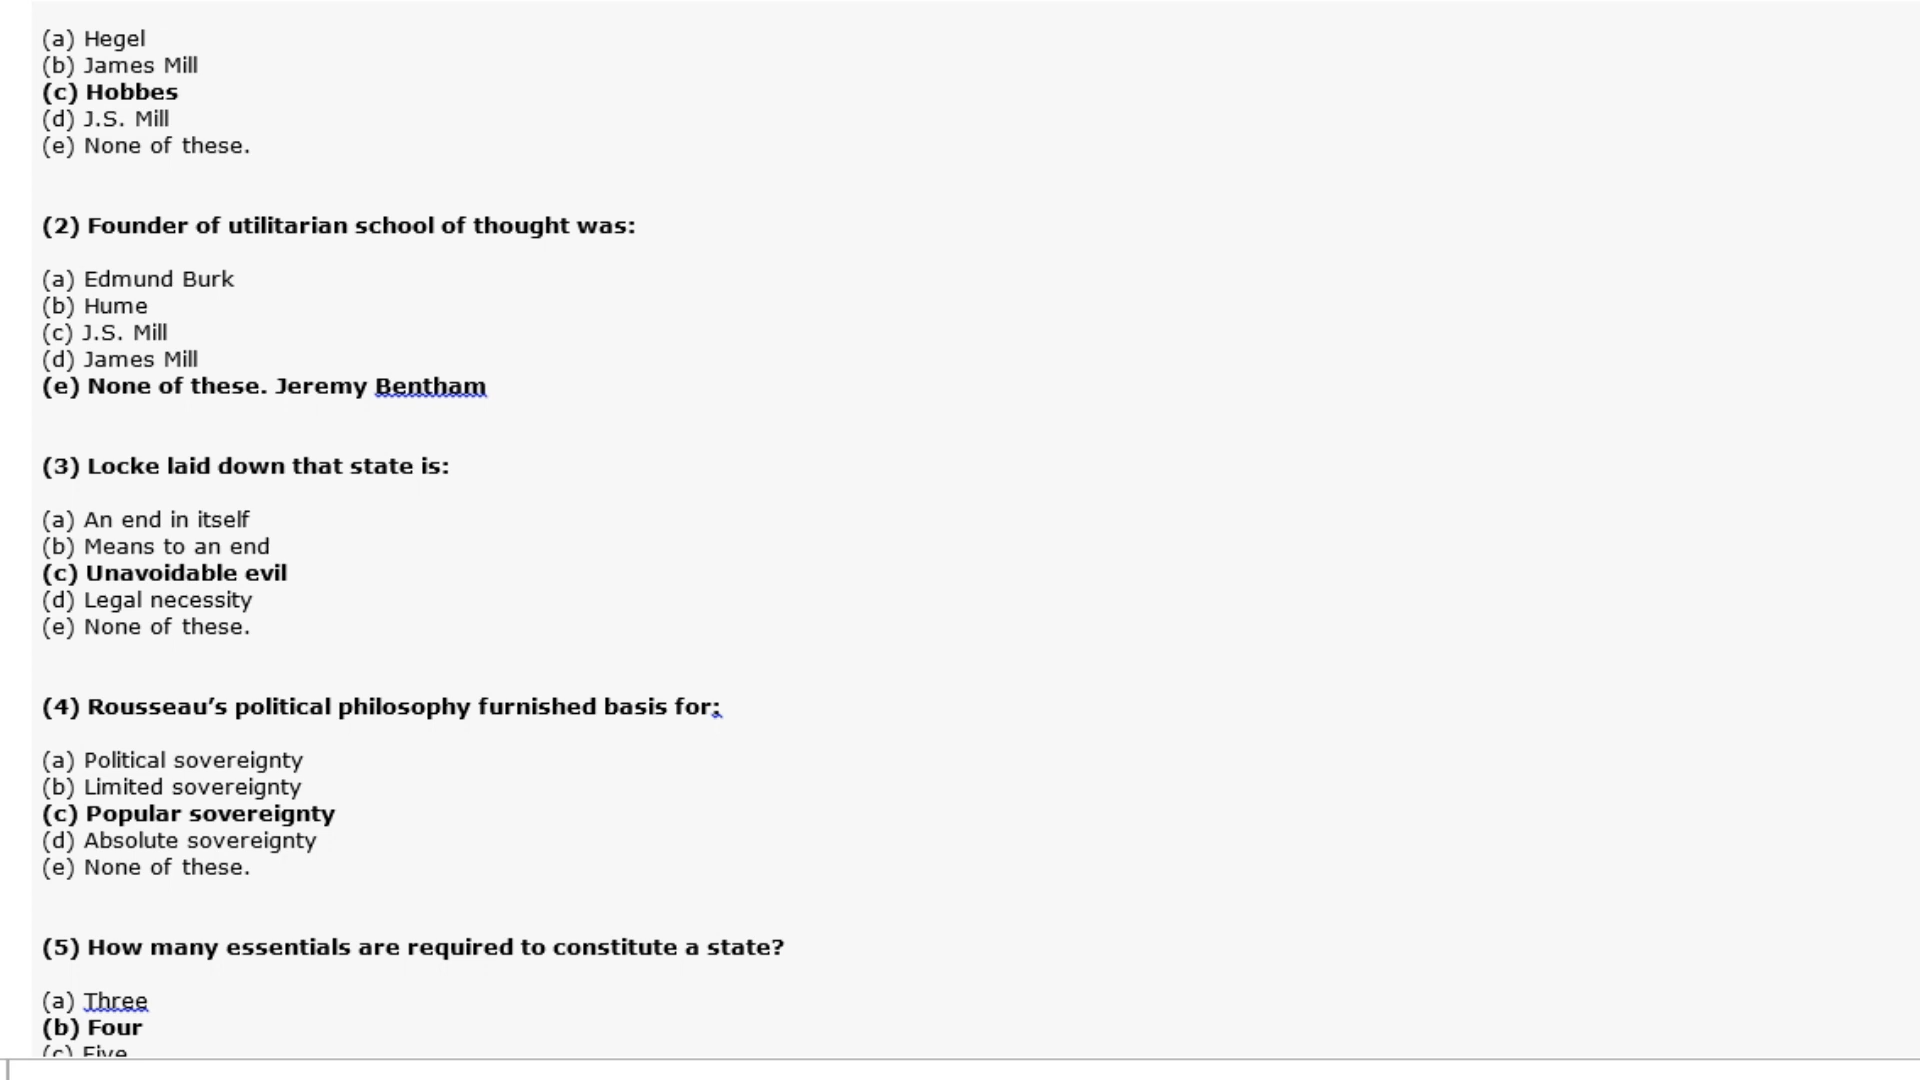 (a) Hegel
(b) James Mill
(c) Hobbes
(d) J.S. Mill
(e) None of these.
(2) Founder of utilitarian school of thought was:
(a) Edmund Burk
(b) Hume
(c) J.S. Mill
(d) James Mill
(e) None of these. Jeremy Bentham
(3) Locke laid down that state is:
(a) An end in itself
(b) Means to an end
(c) Unavoidable evil
(d) Legal necessity
(e) None of these.
(4) Rousseau’s political philosophy furnished basis for:
(a) Political sovereignty
(b) Limited sovereignty
(c) Popular sovereignty
(d) Absolute sovereignty
(e) None of these.
(5) How many essentials are required to constitute a state?
(a) Three
(b) Four
(c) Five